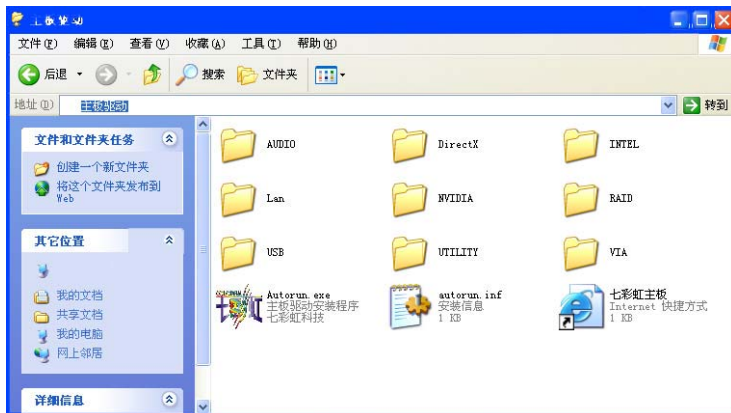 主板驱动
文件(F) 编辑(E) 查看(V) 收藏(A) 工具(T) 帮助(H)
后退 搜索 文件夹
地址(D) 主板驱动 转到
文件和文件夹任务
创建一个新文件夹
将这个文件夹发布到
Web
其它位置
我的文档
共享文档
我的电脑
网上邻居
详细信息
AUDIO
DirectX
INTEL
Lan
NVIDIA
RAID
USB
UTILITY
VIA
Autorun.exe
主板驱动安装程序
七彩虹科技
autorun.inf
安装信息
1 KB
七彩虹主板
Internet 快捷方式
1 KB